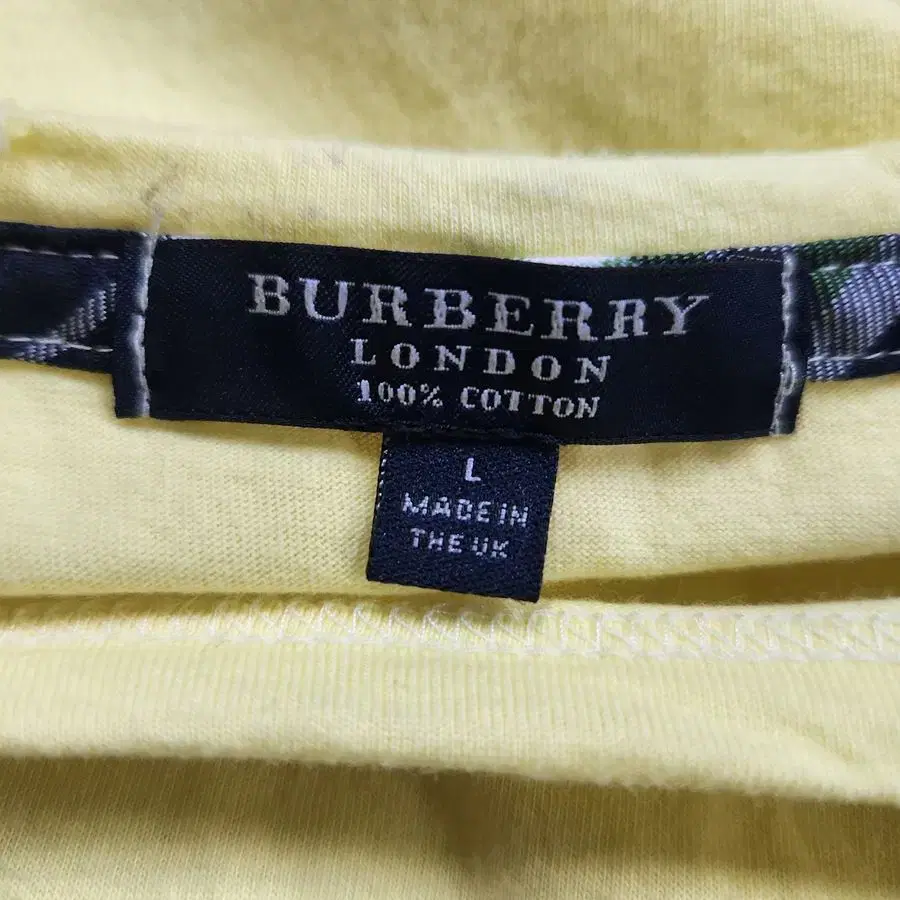 BURBERRY
LONDON
100% COTTON
L
MADE IN
THE UK